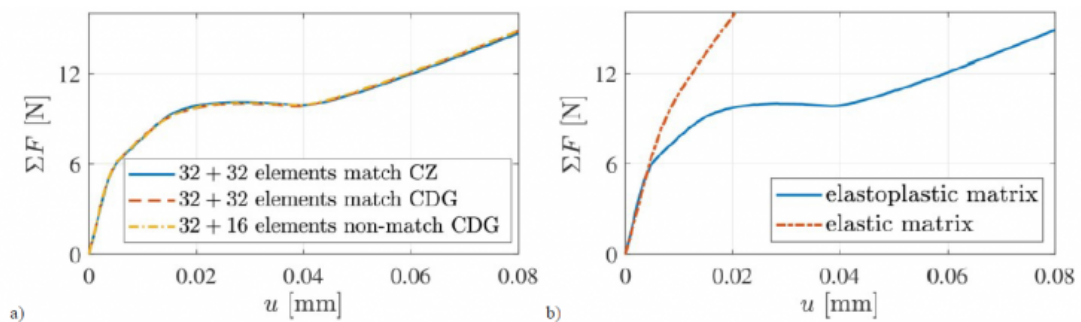 12
6
0
ΣF [N]
32 + 32 elements match CZ
32 + 32 elements match CDG
32 + 16 elements non-match CDG
0 0.02 0.04 0.06 0.08
u [mm]
a)
12
6
0
ΣF [N]
elastoplastic matrix
elastic matrix
0 0.02 0.04 0.06 0.08
u [mm]
b)